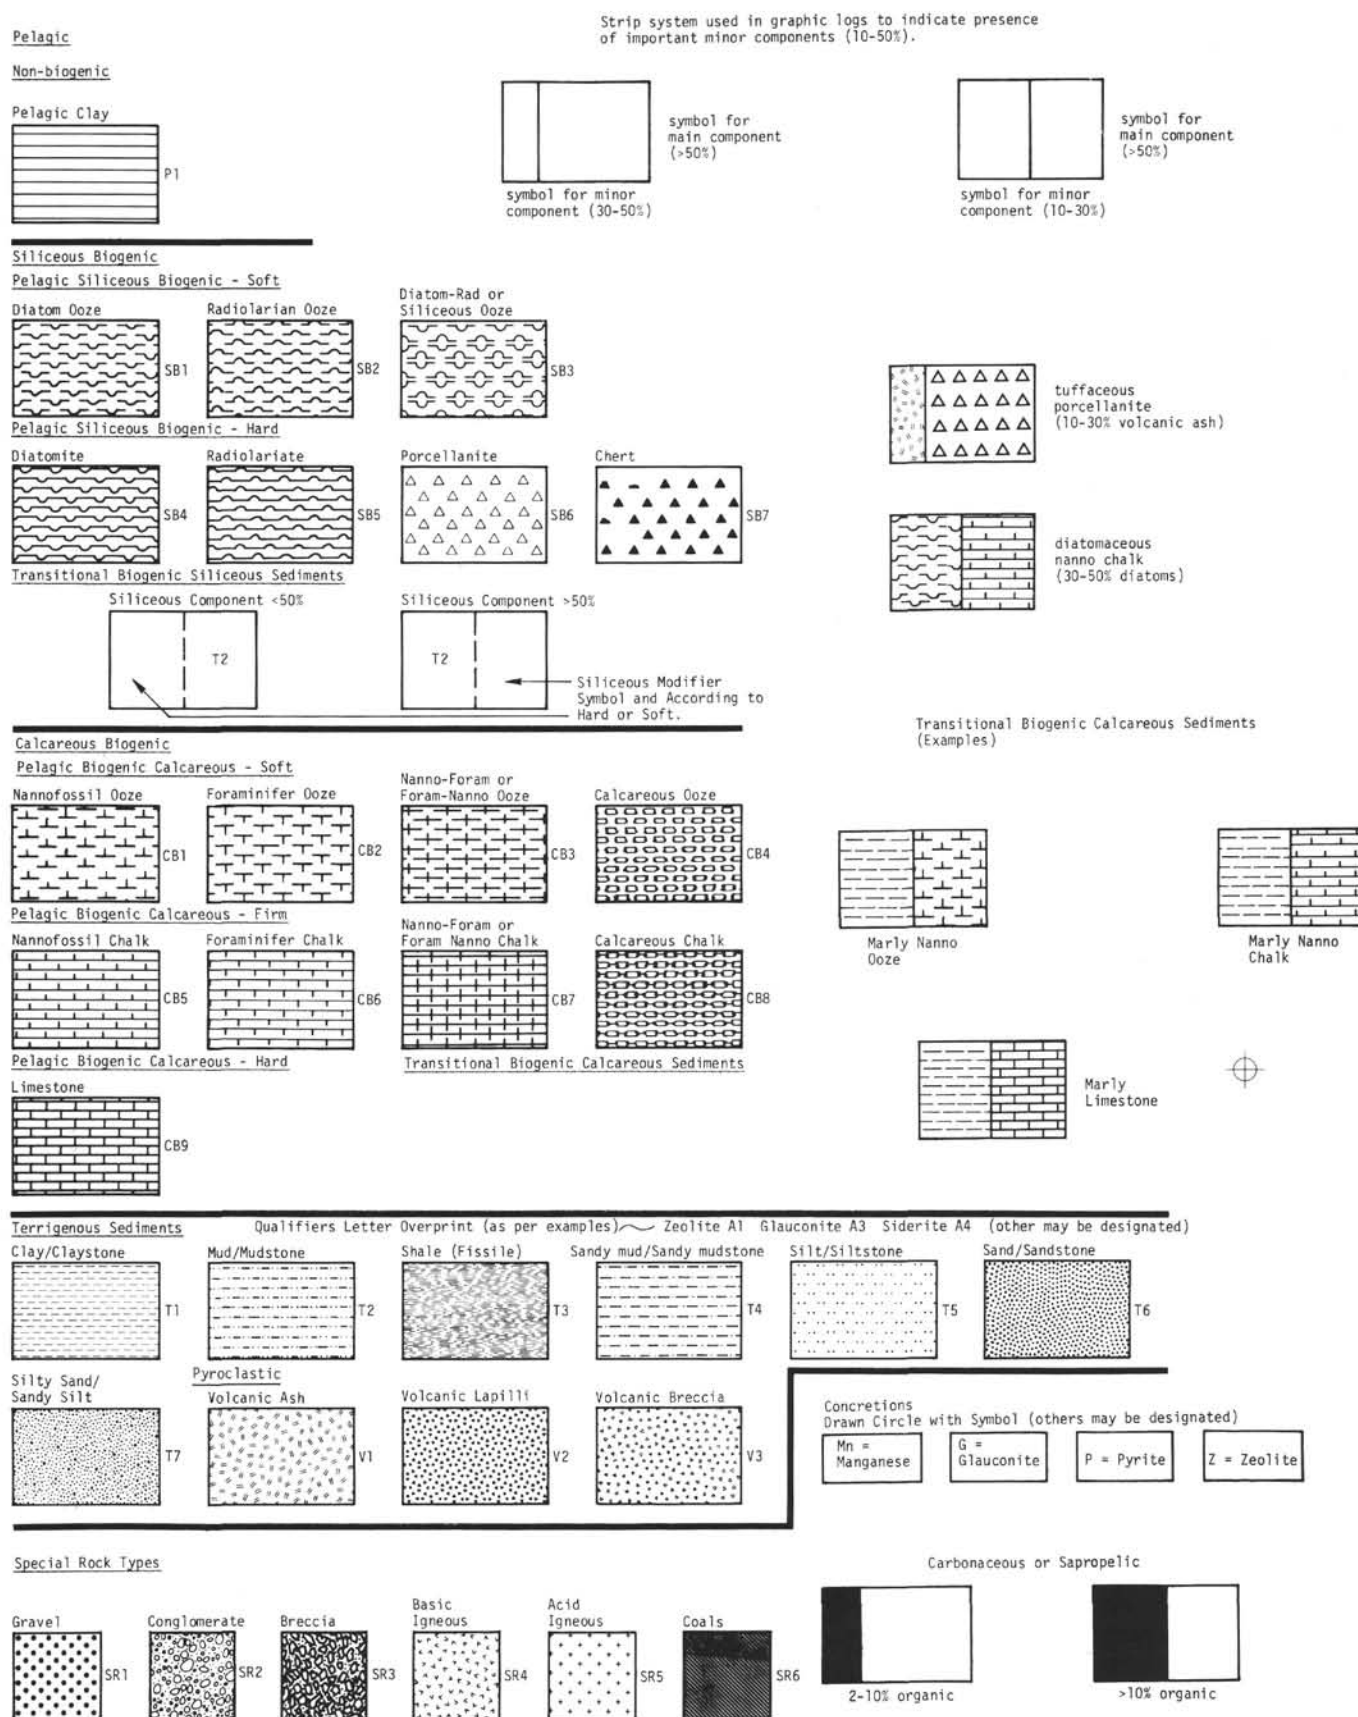 Strip system used in graphic logs to indicate presence
of important minor components (10-50%).
Pelagic
Non-biogenic
Pelagic Clay
P1
symbol for
main component
(>50%)
symbol for minor
component (30-50%)
symbol for
main component
(>50%)
symbol for minor
component (10-30%)
Siliceous Biogenic
Pelagic Siliceous Biogenic - Soft
Diatom Ooze
SB1
Radiolarian Ooze
SB2
Diatom-Rad or
Siliceous Ooze
SB3
Pelagic Siliceous Biogenic - Hard
Diatomite
SB4
Radiolariate
SB5
Porcellanite
SB6
Chert
SB7
tuffaceous
porcellanite
(10-30% volcanic ash)
diatomaceous
nanno chalk
(30-50% diatoms)
Transitional Biogenic Siliceous Sediments
Siliceous Component <50%
T2
Siliceous Component >50%
T2
Siliceous Modifier
Symbol and According to
Hard or Soft.
Calcareous Biogenic
Pelagic Biogenic Calcareous - Soft
Nannofossil Ooze
CB1
Foraminifer Ooze
CB2
Nanno-Foram or
Foram-Nanno Ooze
CB3
Calcareous Ooze
CB4
Pelagic Biogenic Calcareous - Firm
Nannofossil Chalk
CB5
Foraminifer Chalk
CB6
Nanno-Foram or
Foram Nanno Chalk
CB7
Calcareous Chalk
CB8
Pelagic Biogenic Calcareous - Hard
Limestone
CB9
Transitional Biogenic Calcareous Sediments
Transitional Biogenic Calcareous Sediments
(Examples)
Marly Nanno
Ooze
Marly Nanno
Chalk
Marly
Limestone
Terrigenous Sediments
Qualifiers Letter Overprint (as per examples) Zeolite A1 Glauconite A3 Siderite A4 (other may be designated)
Clay/Claystone
T1
Mud/Mudstone
T2
Shale (Fissile)
T3
Sandy mud/Sandy mudstone
T4
Silt/Siltstone
T5
Sand/Sandstone
T6
Silty Sand/
Sandy Silt
T7
Pyroclastic
Volcanic Ash
V1
Volcanic Lapilli
V2
Volcanic Breccia
V3
Concretions
Drawn Circle with Symbol (others may be designated)
Mn =
Manganese
G =
Glauconite
P = Pyrite
Z = Zeolite
Special Rock Types
Gravel
SR1
Conglomerate
SR2
Breccia
SR3
Basic
Igneous
SR4
Acid
Igneous
SR5
Coals
SR6
Carbonaceous or Sapropelic
2-10% organic
>10% organic